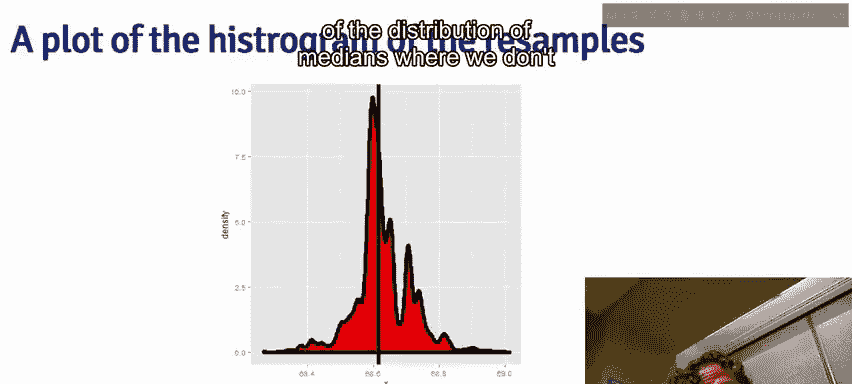 A plot of the histrogram of the resamples
of the distribution of
medians where we don't
10.0
7.5
5.0
2.5
0.0
density
68.4
68.6
68.8
69.0
x